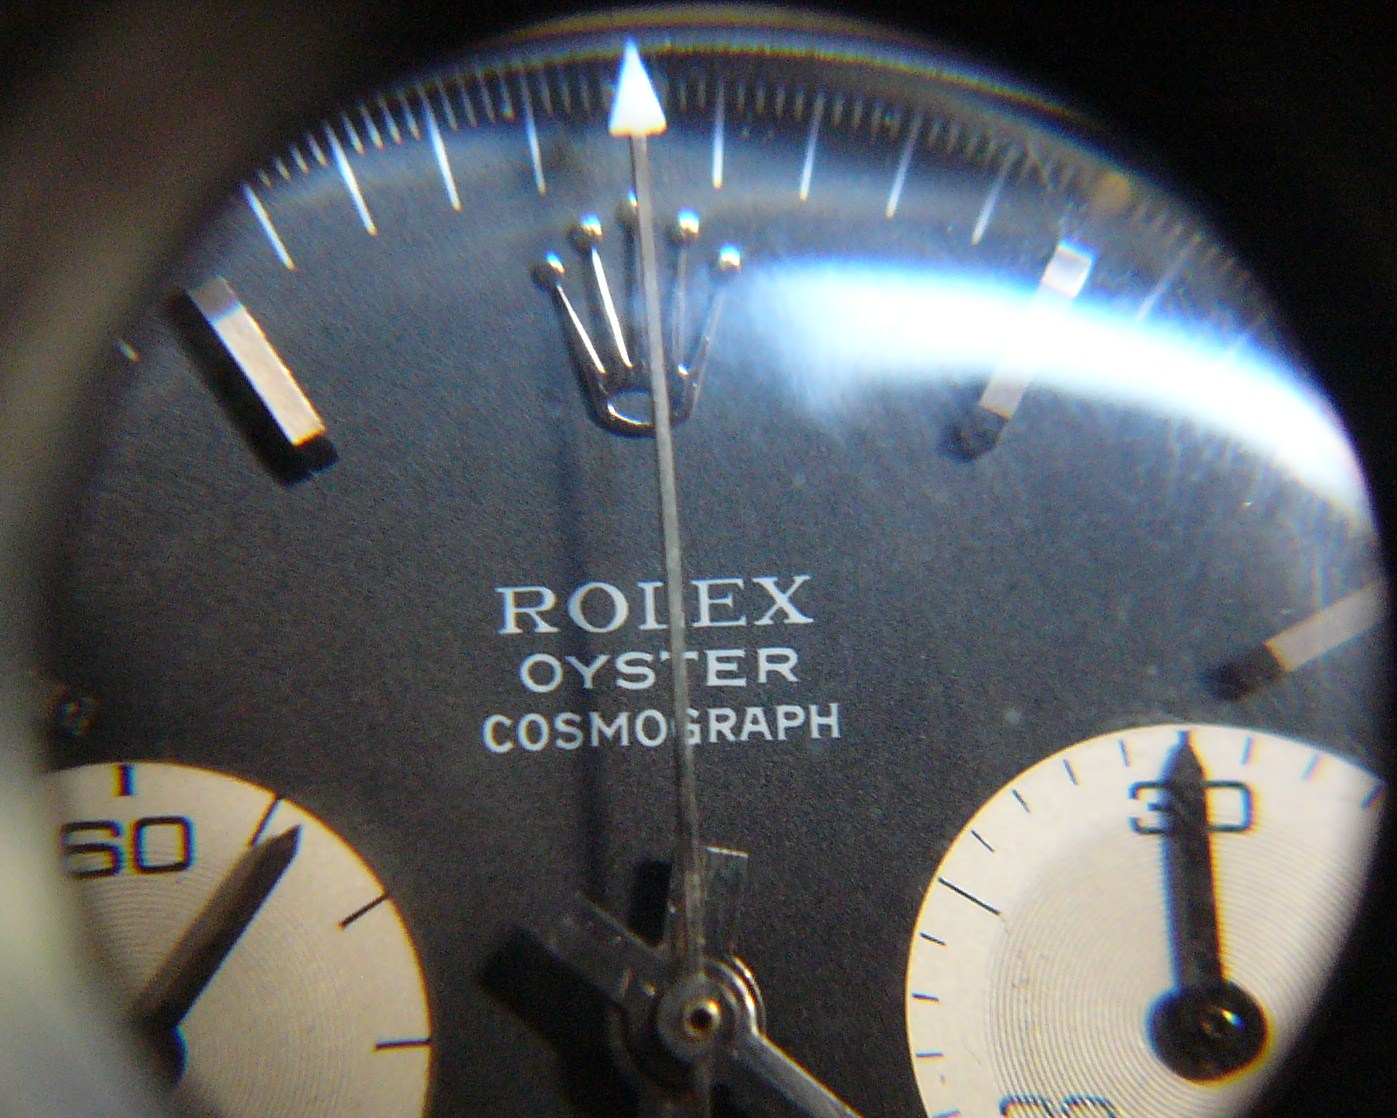 ROLEX
OYSTER
COSMOGRAPH
60
30